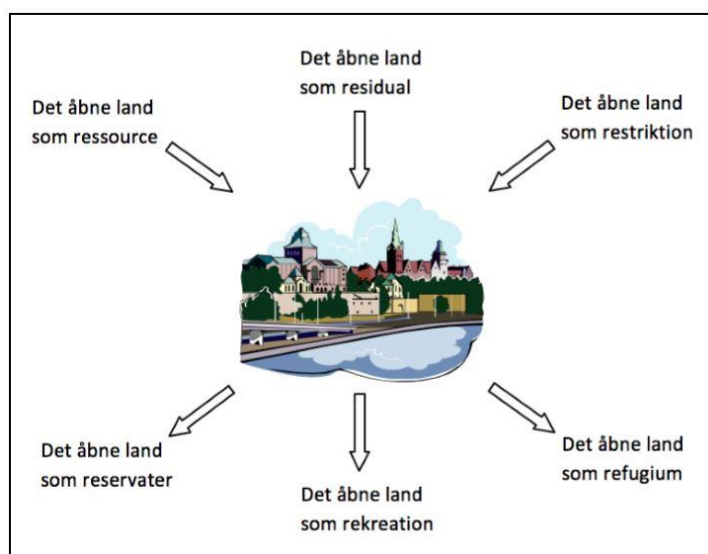 Det åbne land
som residual
Det åbne land
som ressource
Det åbne land
som restriktion
Det åbne land
som reservater
Det åbne land
som rekreation
Det åbne land
som refugium